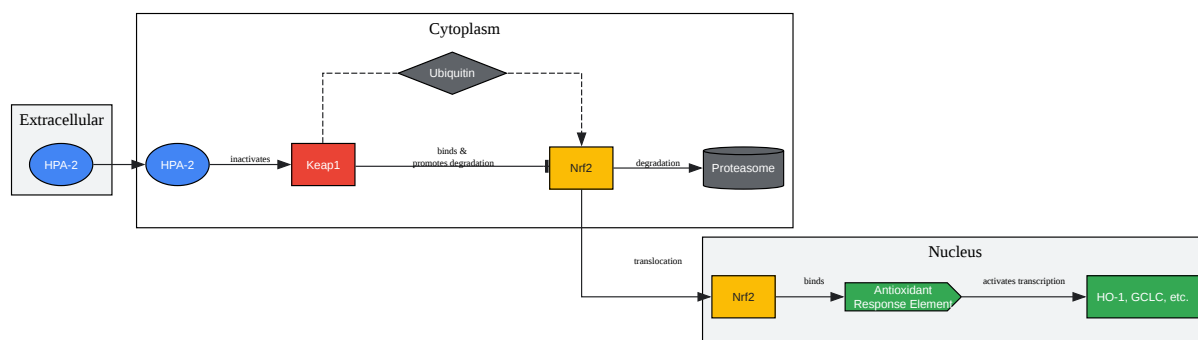 Cytoplasm
Ubiquitin
Extracellular
HPA-2
HPA-2
inactivates
Keap1
binds &
promotes degradation
Nrf2
degradation
Proteasome
translocation
Nucleus
Nrf2
binds
Antioxidant
Response Element
activates transcription
HO-1, GCLC, etc.